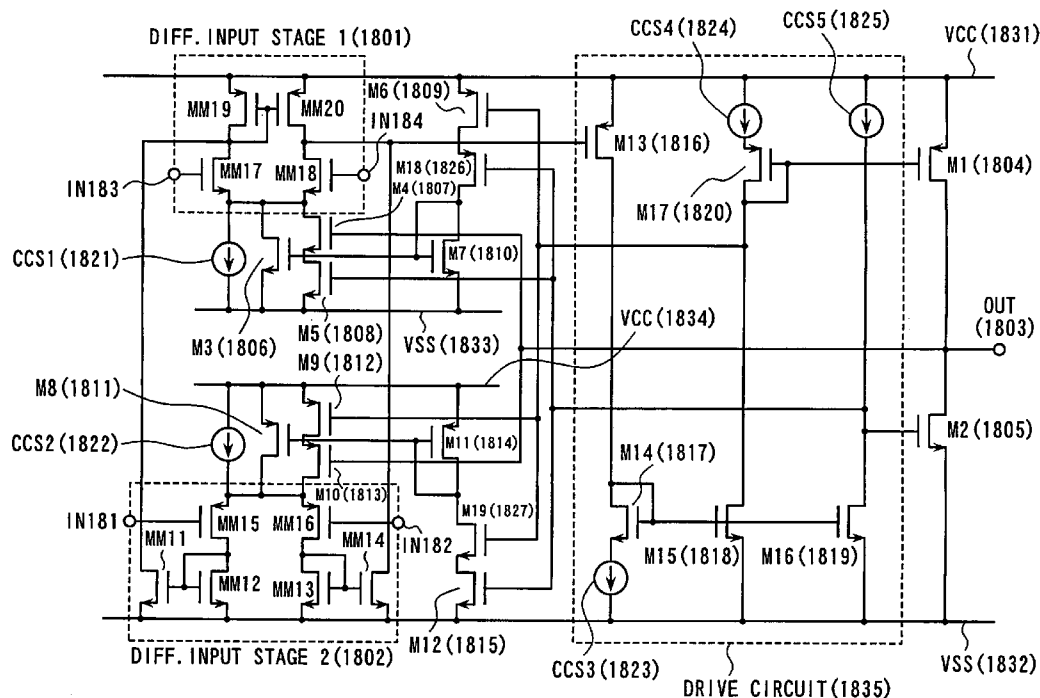 DIFF. INPUT STAGE 1(1801)
CCS4(1824)
CCS5(1825)
VCC(1831)
M6(1809)
MM19
MM20
IN184
M13(1816)
M1(1804)
M18(1826)
MM17
MM18
M4(1807)
IN183
M17(1820)
CCS1(1821)
M7(1810)
OUT
(1803)
M5(1808)
VCC(1834)
M3(1806)
VSS(1833)
M9(1812)
M8(1811)
M2(1805)
M11(1814)
CCS2(1822)
M14(1817)
M10(1813)
M19(1827)
IN181
MM15
MM16
IN182
MM11
MM14
M15(1818)
M16(1819)
MM12
MM13
M12(1815)
DIFF. INPUT STAGE 2(1802)
CCS3(1823)
VSS(1832)
DRIVE CIRCUIT(1835)